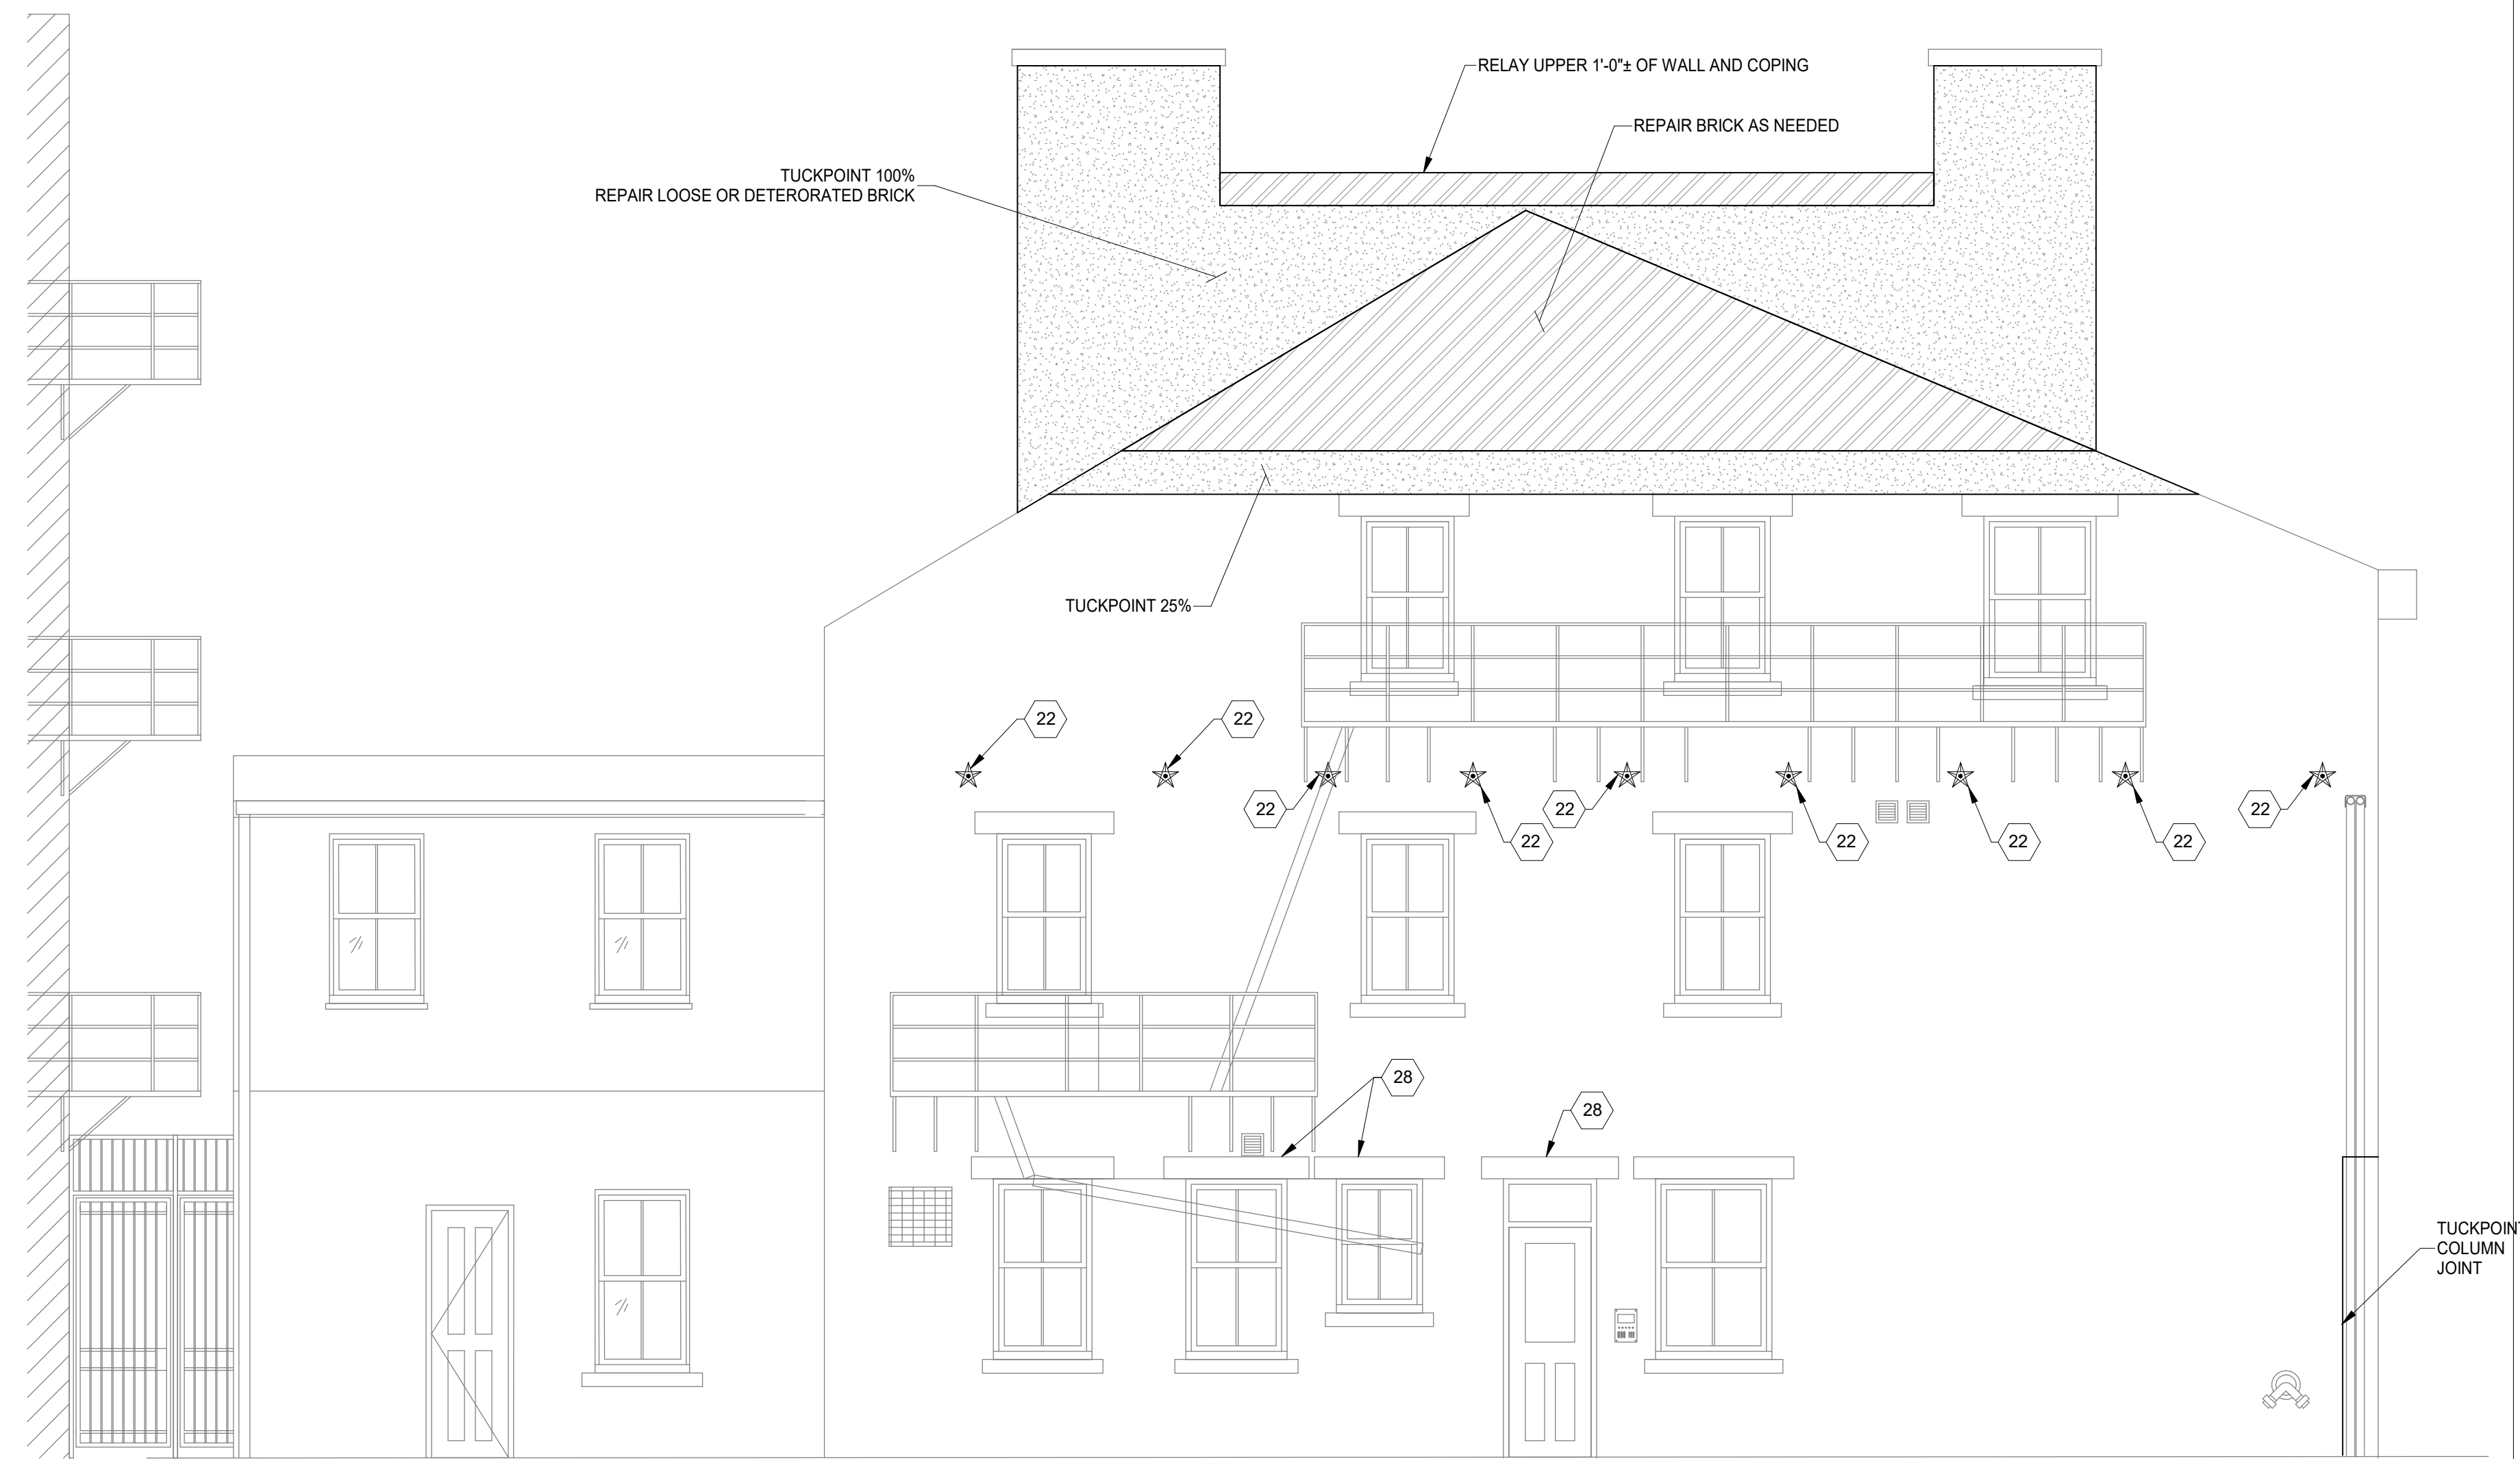 RELAY UPPER 1'-0"± OF WALL AND COPING
REPAIR BRICK AS NEEDED
TUCKPOINT 100%
REPAIR LOOSE OR DETERORATED BRICK
TUCKPOINT 25%
22
22
22
22
22
22
22
22
22
28
28
TUCKPOINT
COLUMN
JOINT